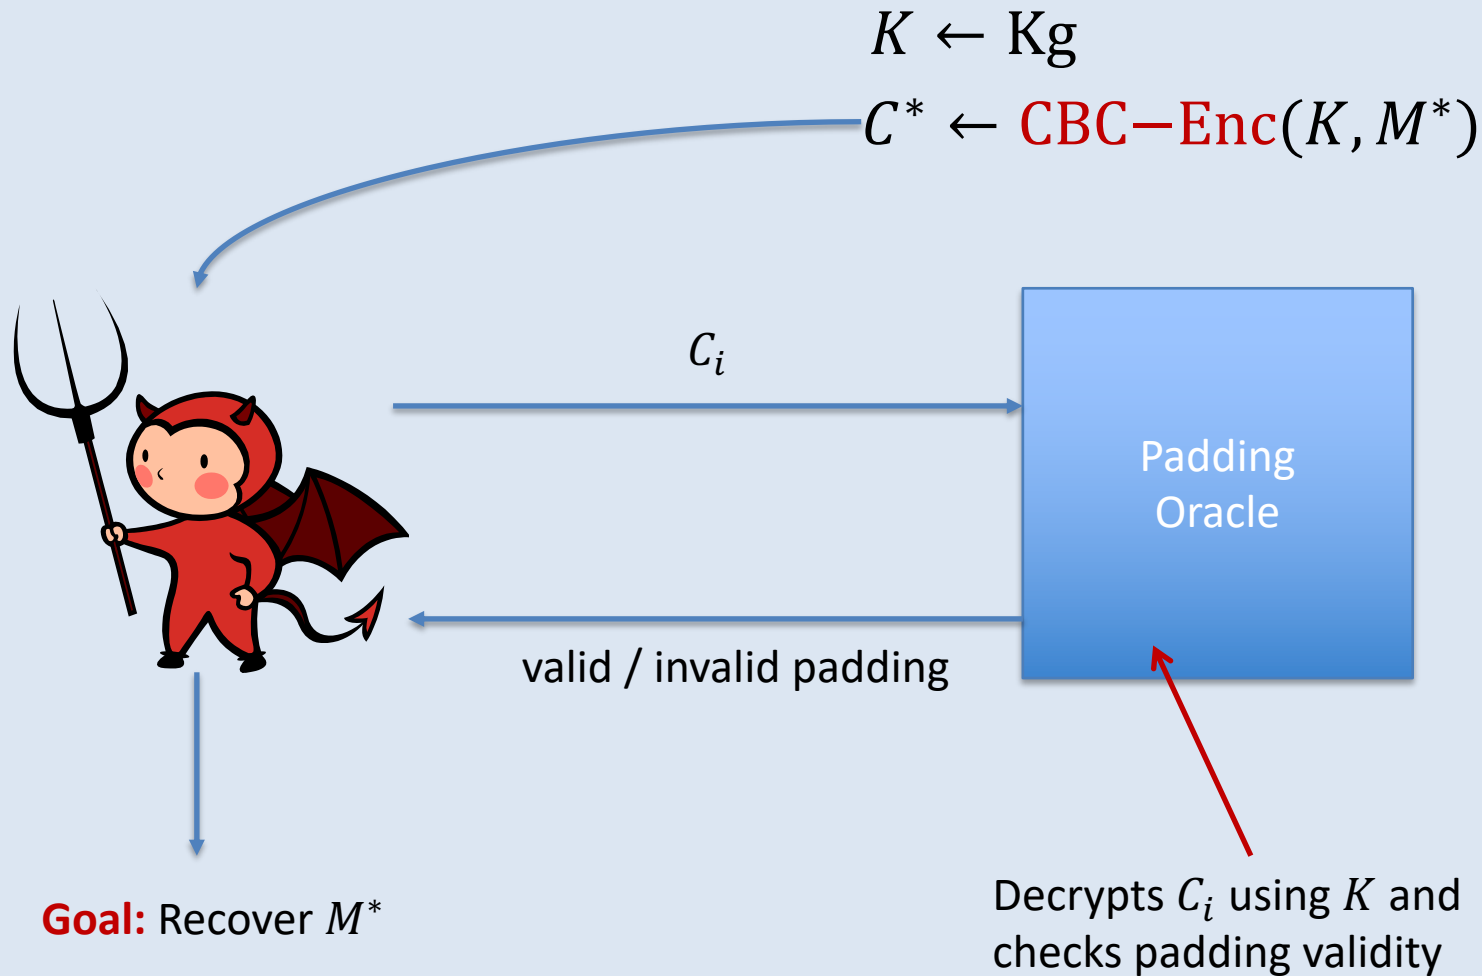 K ← Kg
C* ← CBC−Enc(K, M*)
C_i
Padding
Oracle
valid / invalid padding
Goal: Recover M*
Decrypts C_i using K and
checks padding validity